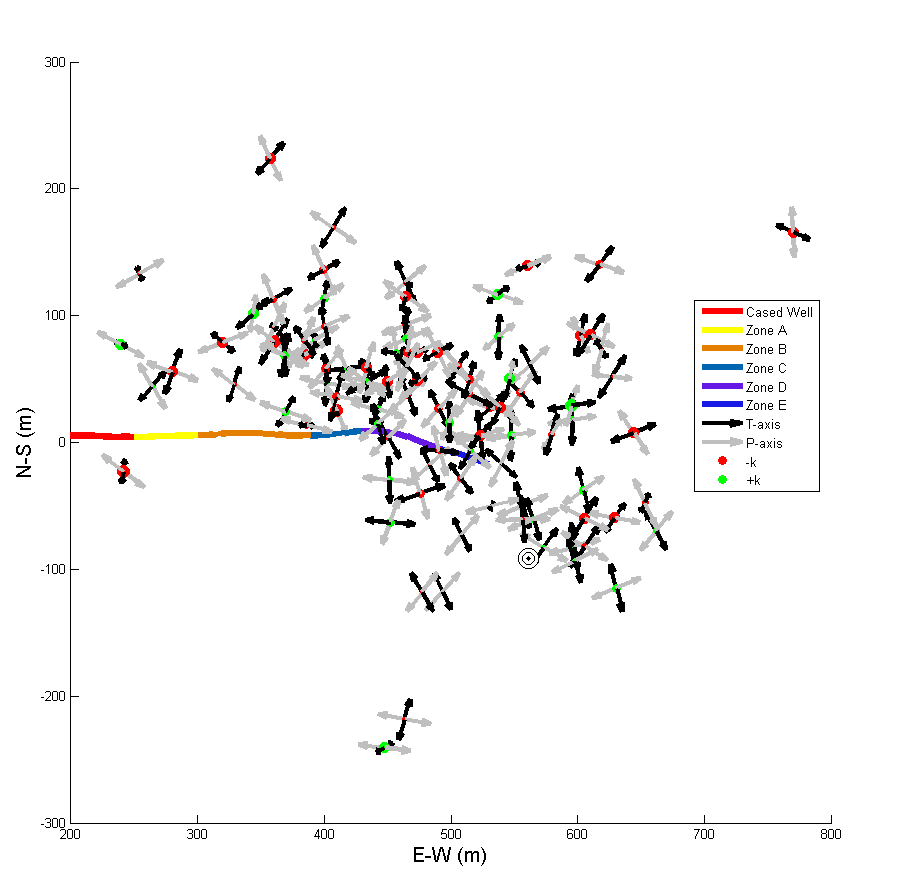 300
200
100
0
-100
-200
-300
N-S (m)
Cased Well
Zone A
Zone B
Zone C
Zone D
Zone E
T-axis
P-axis
-k
+k
200 300 400 500 600 700 800
E-W (m)